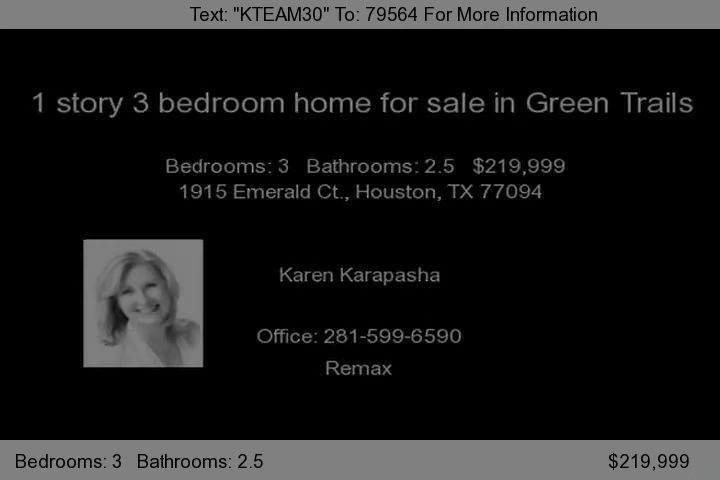 Text: "KTEAM30" To: 79564 For More Information
1 story 3 bedroom home for sale in Green Trails
Bedrooms: 3 Bathrooms: 2.5 $219,999
1915 Emerald Ct., Houston, TX 77094
Karen Karapasha
Office: 281-599-6590
Remax
Bedrooms: 3 Bathrooms: 2.5 $219,999